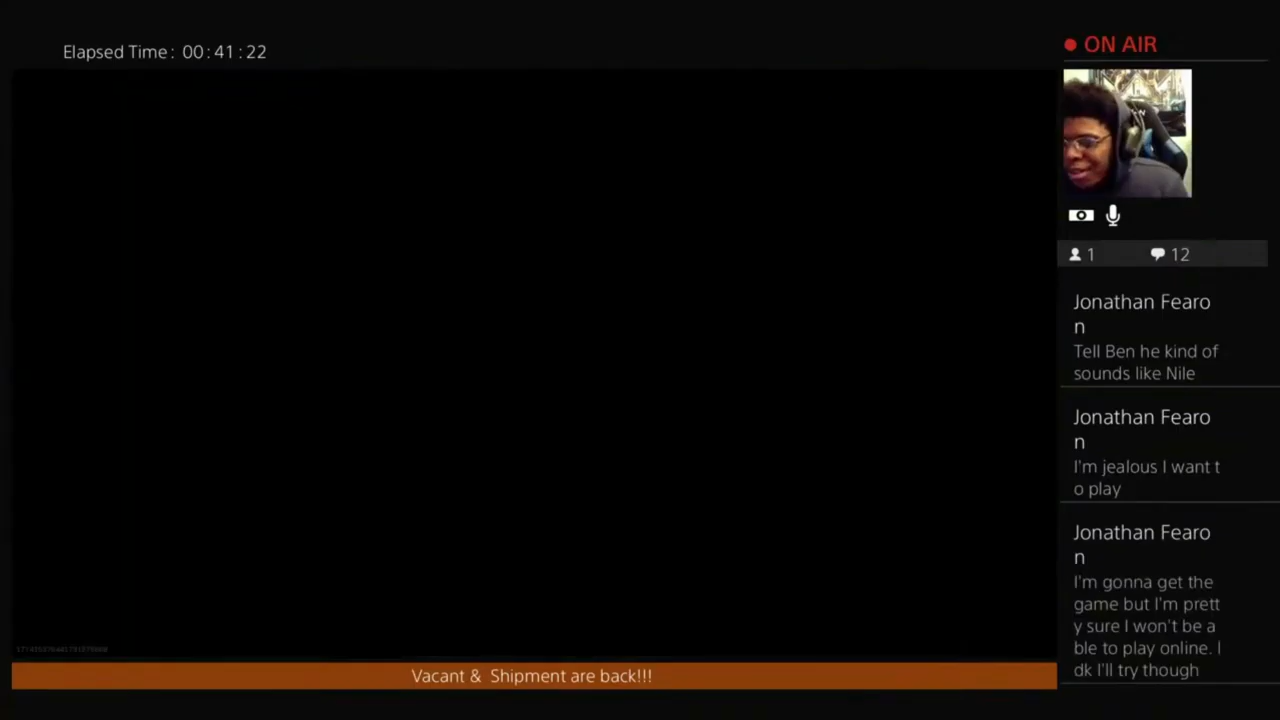 Elapsed Time: 00:41:22
ON AIR
1 12
Jonathan Fearo
n
Tell Ben he kind of
sounds like Nile
Jonathan Fearo
n
I'm jealous I want t
o play
Jonathan Fearo
n
I'm gonna get the
game but I'm prett
y sure I won't be a
ble to play online. I
dk I'll try though
Vacant & Shipment are back!!!